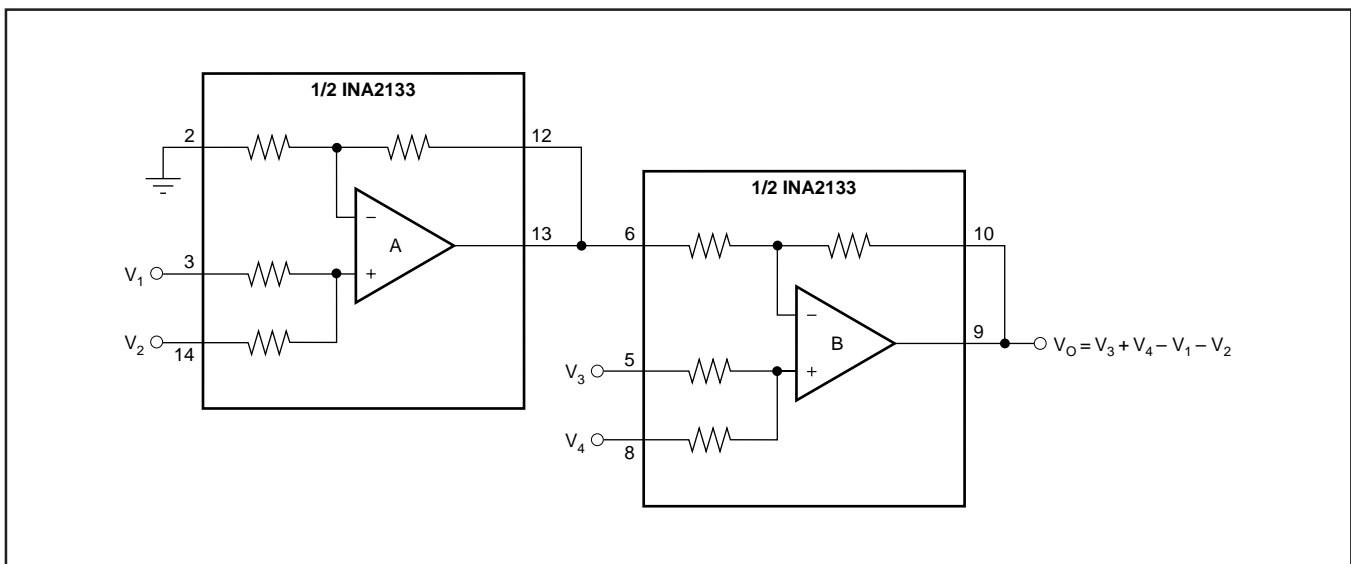 1/2 INA2133
2
12
A
−
+
13
V1
3
V2
14
1/2 INA2133
6
10
B
−
+
9
V3
5
V4
8
VO = V3 + V4 – V1 – V2